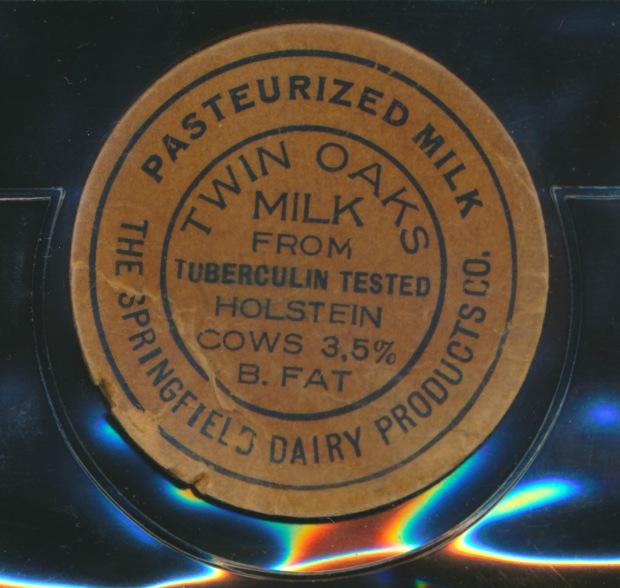 PASTEURIZED MILK
TWIN OAKS
MILK
FROM
TUBERCULIN TESTED
HOLSTEIN
COWS 3,5%
B. FAT
THE SPRINGFIELD DAIRY PRODUCTS CO.